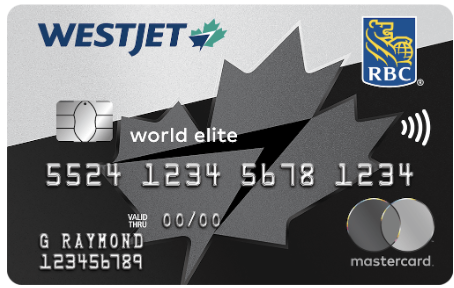 WESTJET
RBC®
world elite
5524 1234 5678 1234
VALID THRU 00/00
G RAYMOND
123456789
mastercard.